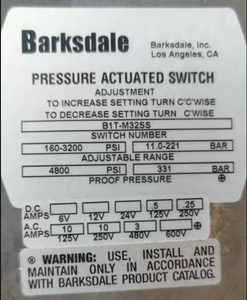 Barksdale
Barksdale, Inc.
Los Angeles, CA
PRESSURE ACTUATED SWITCH
ADJUSTMENT
TO INCREASE SETTING TURN C'C'WISE
TO DECREASE SETTING TURN C'WISE
B1T-M32SS
SWITCH NUMBER
160-3200 PSI 11.0-221 BAR
ADJUSTABLE RANGE
4800 PSI 331 BAR
PROOF PRESSURE
D.C. AMPS .5 .25
6V 12V 24V 125V 250V
A.C. AMPS 10 10 3
125V 250V 480V 600V
WARNING: USE, INSTALL AND
MAINTAIN ONLY IN ACCORDANCE
WITH BARKSDALE PRODUCT CATALOG.